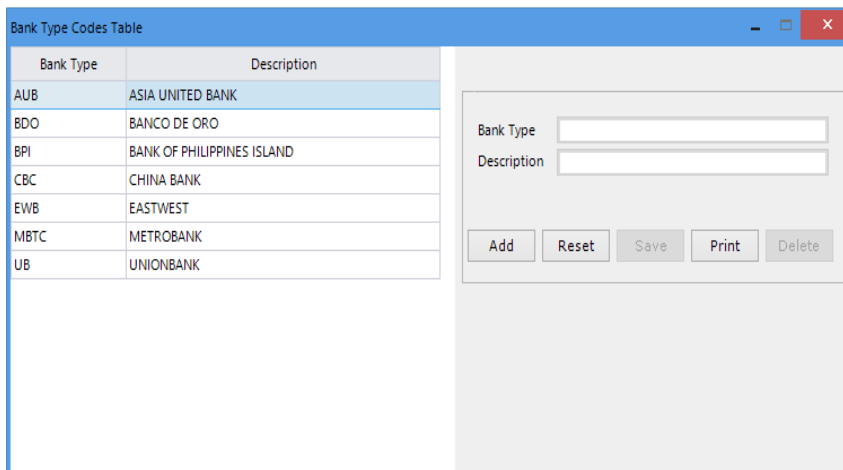 Bank Type Codes Table
Bank Type Description
AUB ASIA UNITED BANK
BDO BANCO DE ORO
BPI BANK OF PHILIPPINES ISLAND
CBC CHINA BANK
EWB EASTWEST
MBTC METROBANK
UB UNIONBANK
Bank Type
Description
Add Reset Save Print Delete